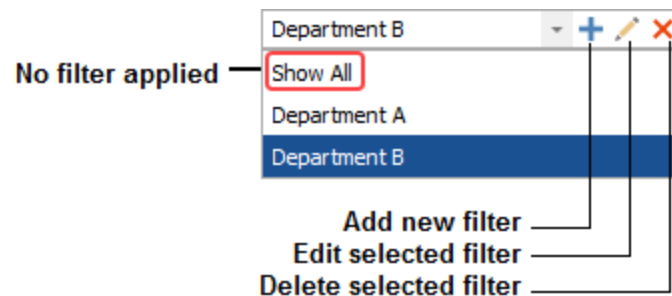 Department B
No filter applied
Show All
Department A
Department B
Add new filter
Edit selected filter
Delete selected filter